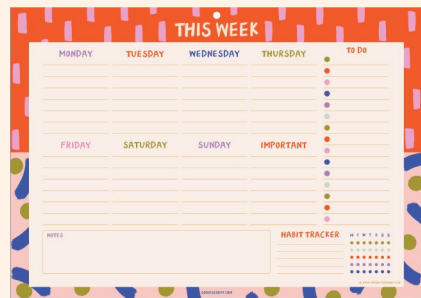 THIS WEEK
MONDAY TUESDAY WEDNESDAY THURSDAY TO DO
FRIDAY SATURDAY SUNDAY IMPORTANT
NOTES
HABIT TRACKER